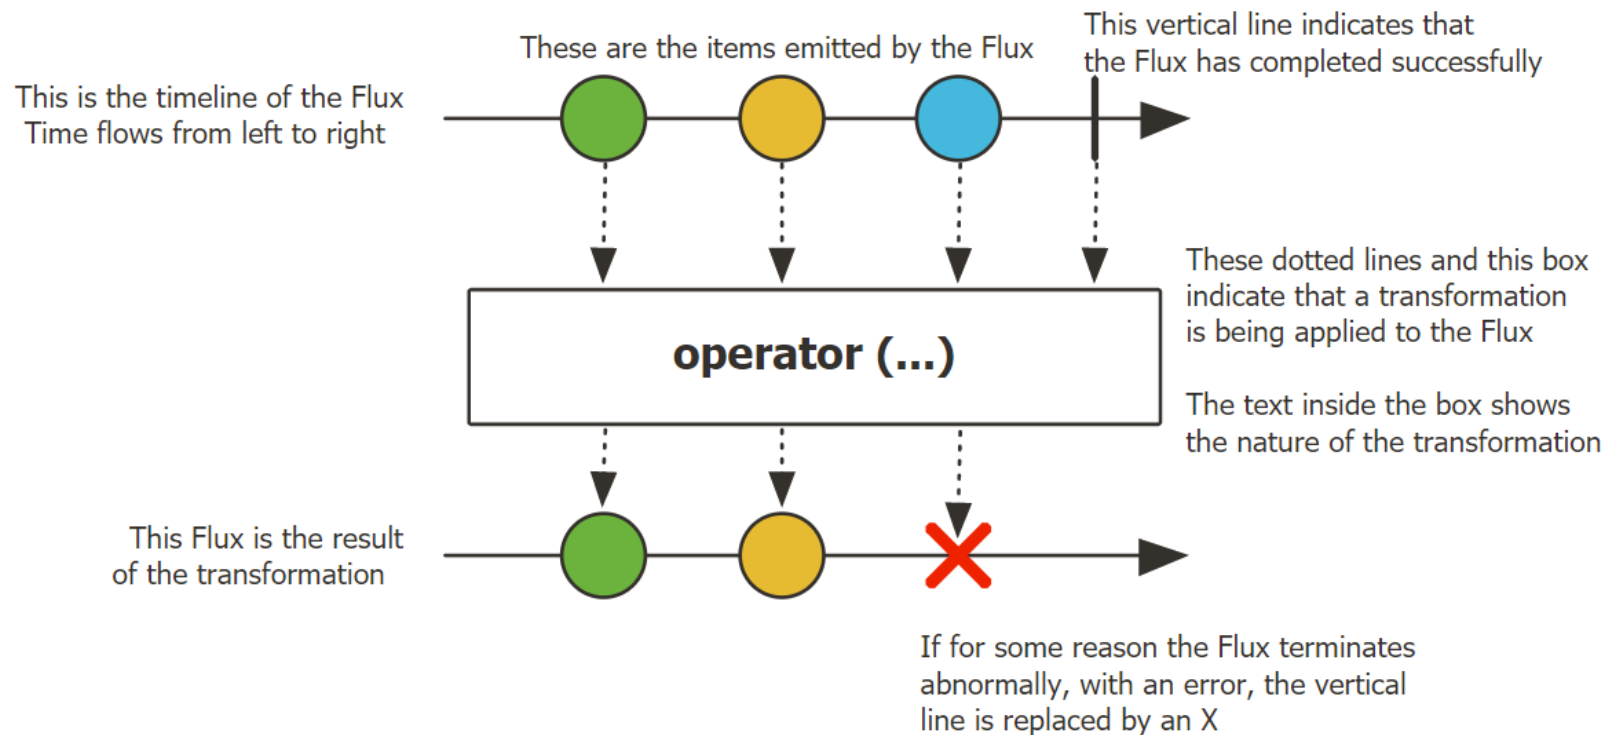 These are the items emitted by the Flux
This vertical line indicates that
the Flux has completed successfully
This is the timeline of the Flux
Time flows from left to right
These dotted lines and this box
indicate that a transformation
is being applied to the Flux
operator (...)
The text inside the box shows
the nature of the transformation
This Flux is the result
of the transformation
If for some reason the Flux terminates
abnormally, with an error, the vertical
line is replaced by an X